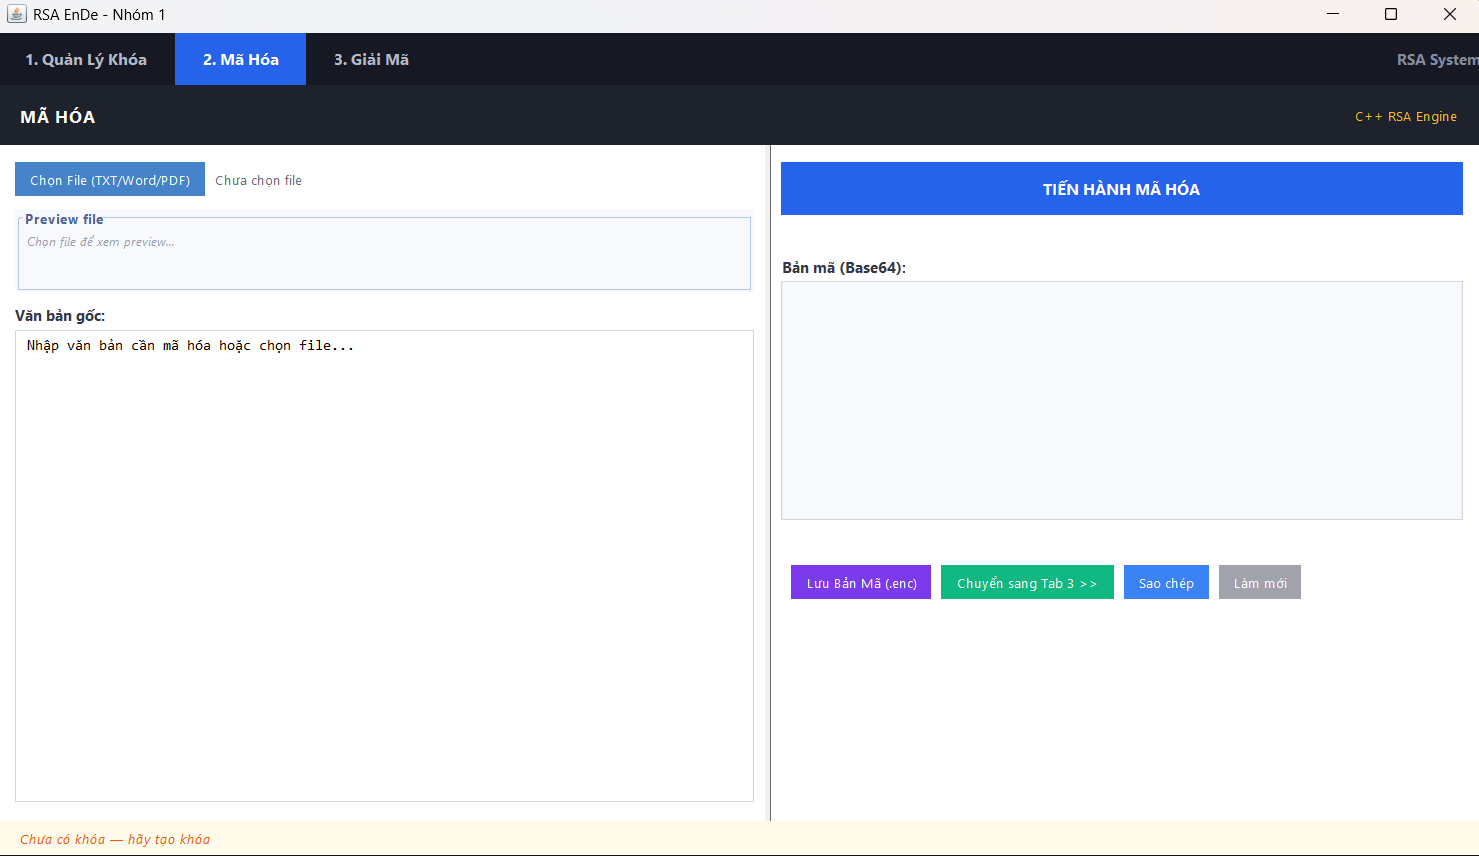 RSA EnDe - Nhóm 1
1. Quản Lý Khóa
2. Mã Hóa
3. Giải Mã
RSA System
MÃ HÓA
C++ RSA Engine
Chọn File (TXT/Word/PDF)
Chưa chọn file
Preview file
Chọn file để xem preview...
Văn bản gốc:
Nhập văn bản cần mã hóa hoặc chọn file...
TIẾN HÀNH MÃ HÓA
Bản mã (Base64):
Lưu Bản Mã (.enc)
Chuyển sang Tab 3 >>
Sao chép
Làm mới
Chưa có khóa — hãy tạo khóa